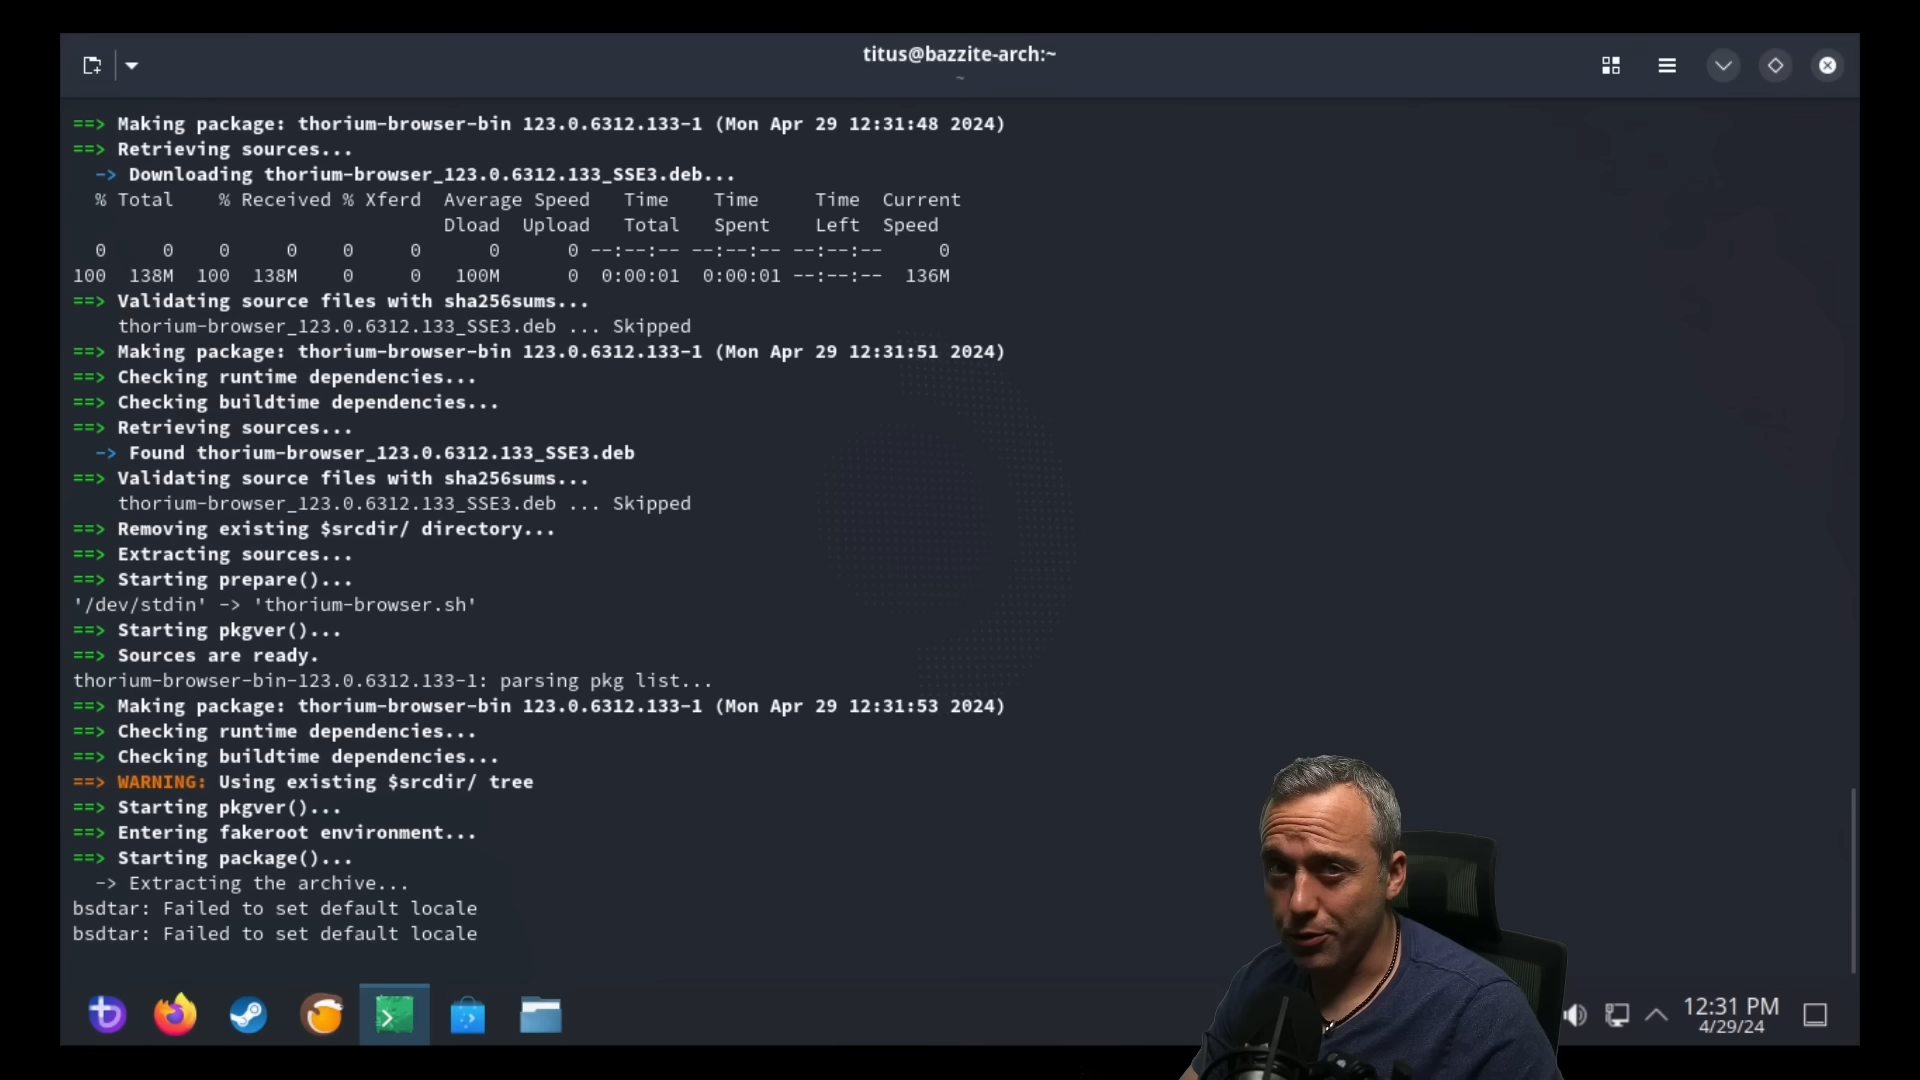 titus@bazzite-arch:~
~
==> Making package: thorium-browser-bin 123.0.6312.133-1 (Mon Apr 29 12:31:48 2024)
==> Retrieving sources...
  -> Downloading thorium-browser_123.0.6312.133_SSE3.deb...
  % Total    % Received % Xferd  Average Speed   Time    Time     Time  Current
                                 Dload  Upload   Total   Spent    Left  Speed
  0     0    0     0    0     0      0      0 --:--:-- --:--:-- --:--:--     0
100  138M  100  138M    0     0   100M      0  0:00:01  0:00:01 --:--:--  136M
==> Validating source files with sha256sums...
    thorium-browser_123.0.6312.133_SSE3.deb ... Skipped
==> Making package: thorium-browser-bin 123.0.6312.133-1 (Mon Apr 29 12:31:51 2024)
==> Checking runtime dependencies...
==> Checking buildtime dependencies...
==> Retrieving sources...
  -> Found thorium-browser_123.0.6312.133_SSE3.deb
==> Validating source files with sha256sums...
    thorium-browser_123.0.6312.133_SSE3.deb ... Skipped
==> Removing existing $srcdir/ directory...
==> Extracting sources...
==> Starting prepare()...
'/dev/stdin' -> 'thorium-browser.sh'
==> Starting pkgver()...
==> Sources are ready.
thorium-browser-bin-123.0.6312.133-1: parsing pkg list...
==> Making package: thorium-browser-bin 123.0.6312.133-1 (Mon Apr 29 12:31:53 2024)
==> Checking runtime dependencies...
==> Checking buildtime dependencies...
==> WARNING: Using existing $srcdir/ tree
==> Starting pkgver()...
==> Entering fakeroot environment...
==> Starting package()...
  -> Extracting the archive...
bsdtar: Failed to set default locale
bsdtar: Failed to set default locale
12:31 PM
4/29/24